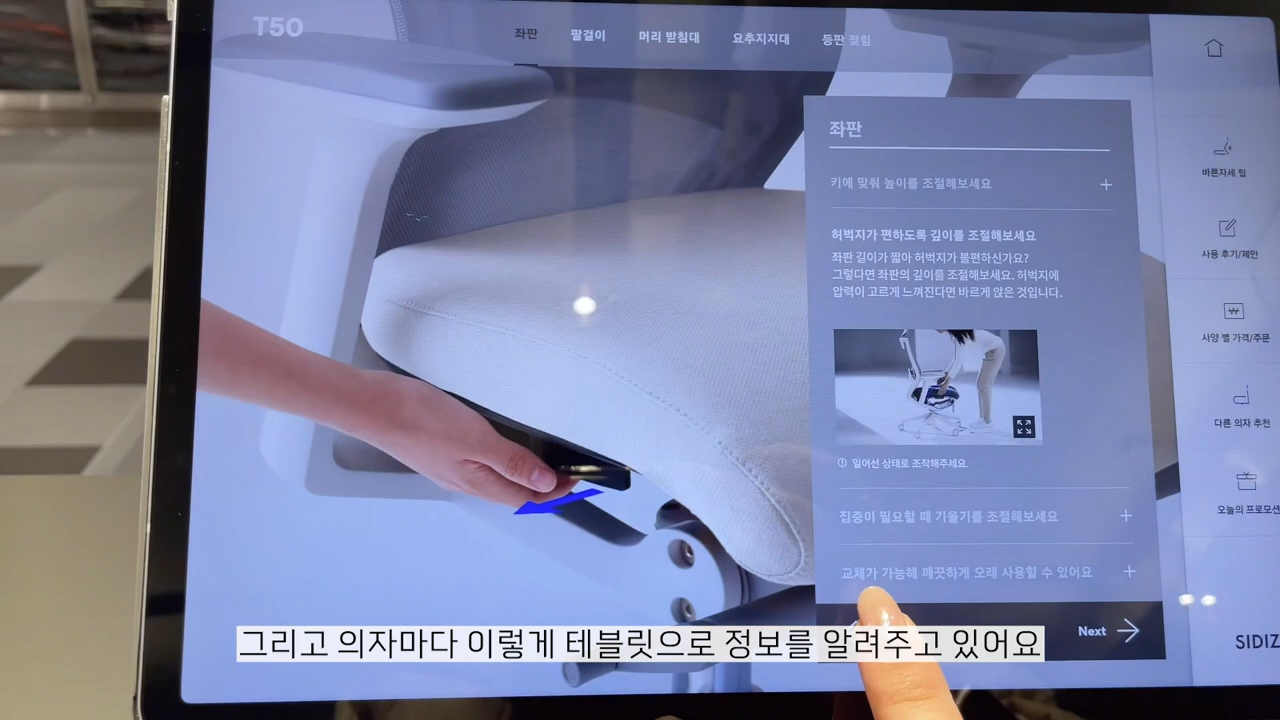 T50
좌판 팔걸이 머리 받침대 요추지지대 등판 젖힘
좌판
키에 맞춰 높이를 조절해보세요 +
허벅지가 편하도록 깊이를 조절해보세요
좌판 길이가 짧아 허벅지가 불편하신가요?
그렇다면 좌판의 깊이를 조절해보세요. 허벅지에
압력이 고르게 느껴진다면 바르게 앉은 것입니다.
① 일어선 상태로 조작해주세요.
집중이 필요할 때 기울기를 조절해보세요 +
교체가 가능해 깨끗하게 오래 사용할 수 있어요 +
Next
바른자세 팁
사용 후기/제안
사양 별 가격/주문
다른 의자 추천
오늘의 프로모션
SIDIZ
그리고 의자마다 이렇게 테블릿으로 정보를 알려주고 있어요